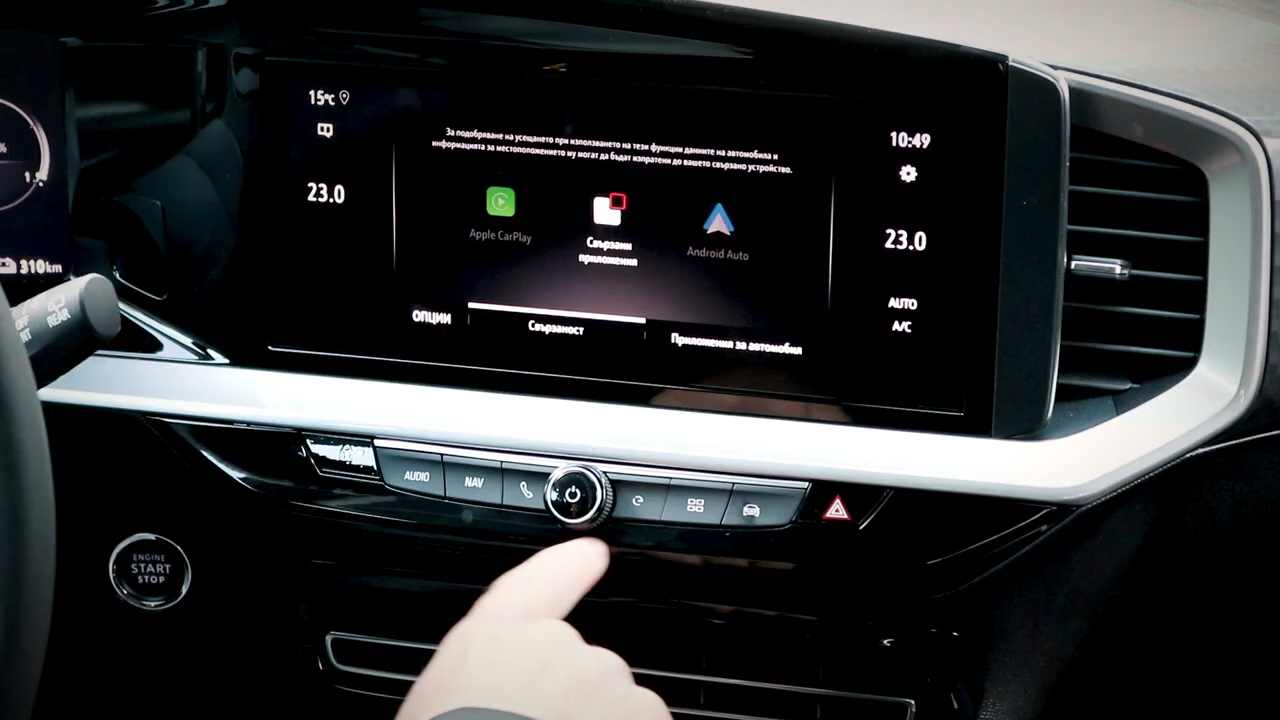 15°C
10:49
За подобряване на усещането при използването на тези функции данните на автомобила и
информацията за местоположението му могат да бъдат изпратени до вашето свързано устройство.
23.0
23.0
Apple CarPlay
Свързани
приложения
Android Auto
AUTO
A/C
ОПЦИИ
Свързаност
Приложения за автомобил
%
310km
OFF
REAR
AUDIO
NAV
ENGINE
START
STOP